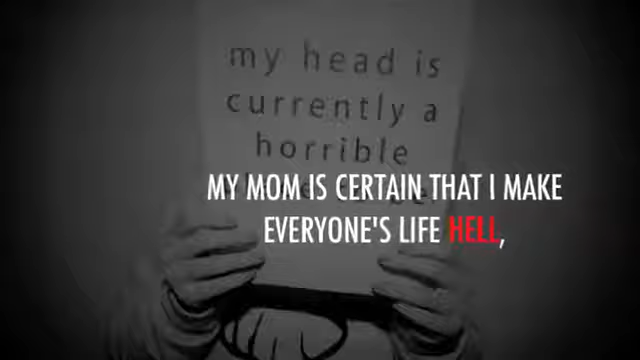 my head is
currently a
horrible
MY MOM IS CERTAIN THAT I MAKE
EVERYONE'S LIFE HELL,